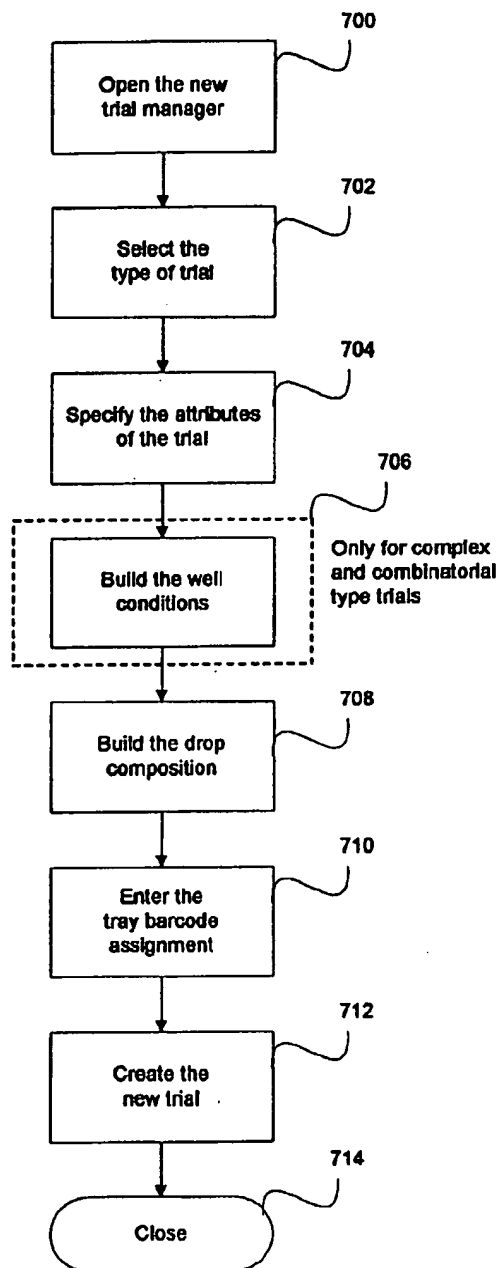 700
Open the new
trial manager
702
Select the
type of trial
704
Specify the attributes
of the trial
706
Only for complex
and combinatorial
type trials
Build the well
conditions
708
Build the drop
composition
710
Enter the
tray barcode
assignment
712
Create the
new trial
714
Close